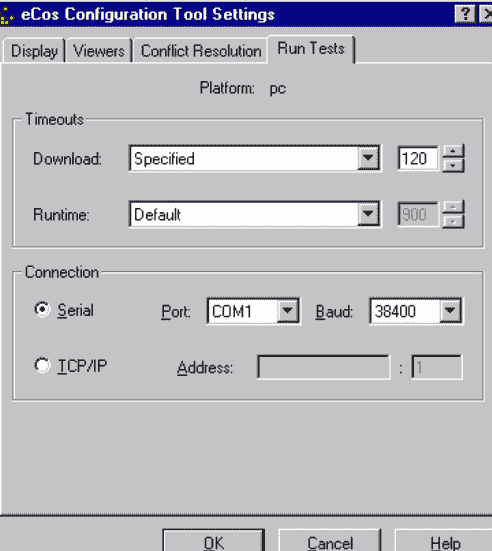 eCos Configuration Tool Settings
Display Viewers Conflict Resolution Run Tests
Platform: pc
Timeouts
Download: Specified 120
Runtime: Default 900
Connection
Serial Port: COM1 Baud: 38400
TCP/IP Address: : 1
OK Cancel Help